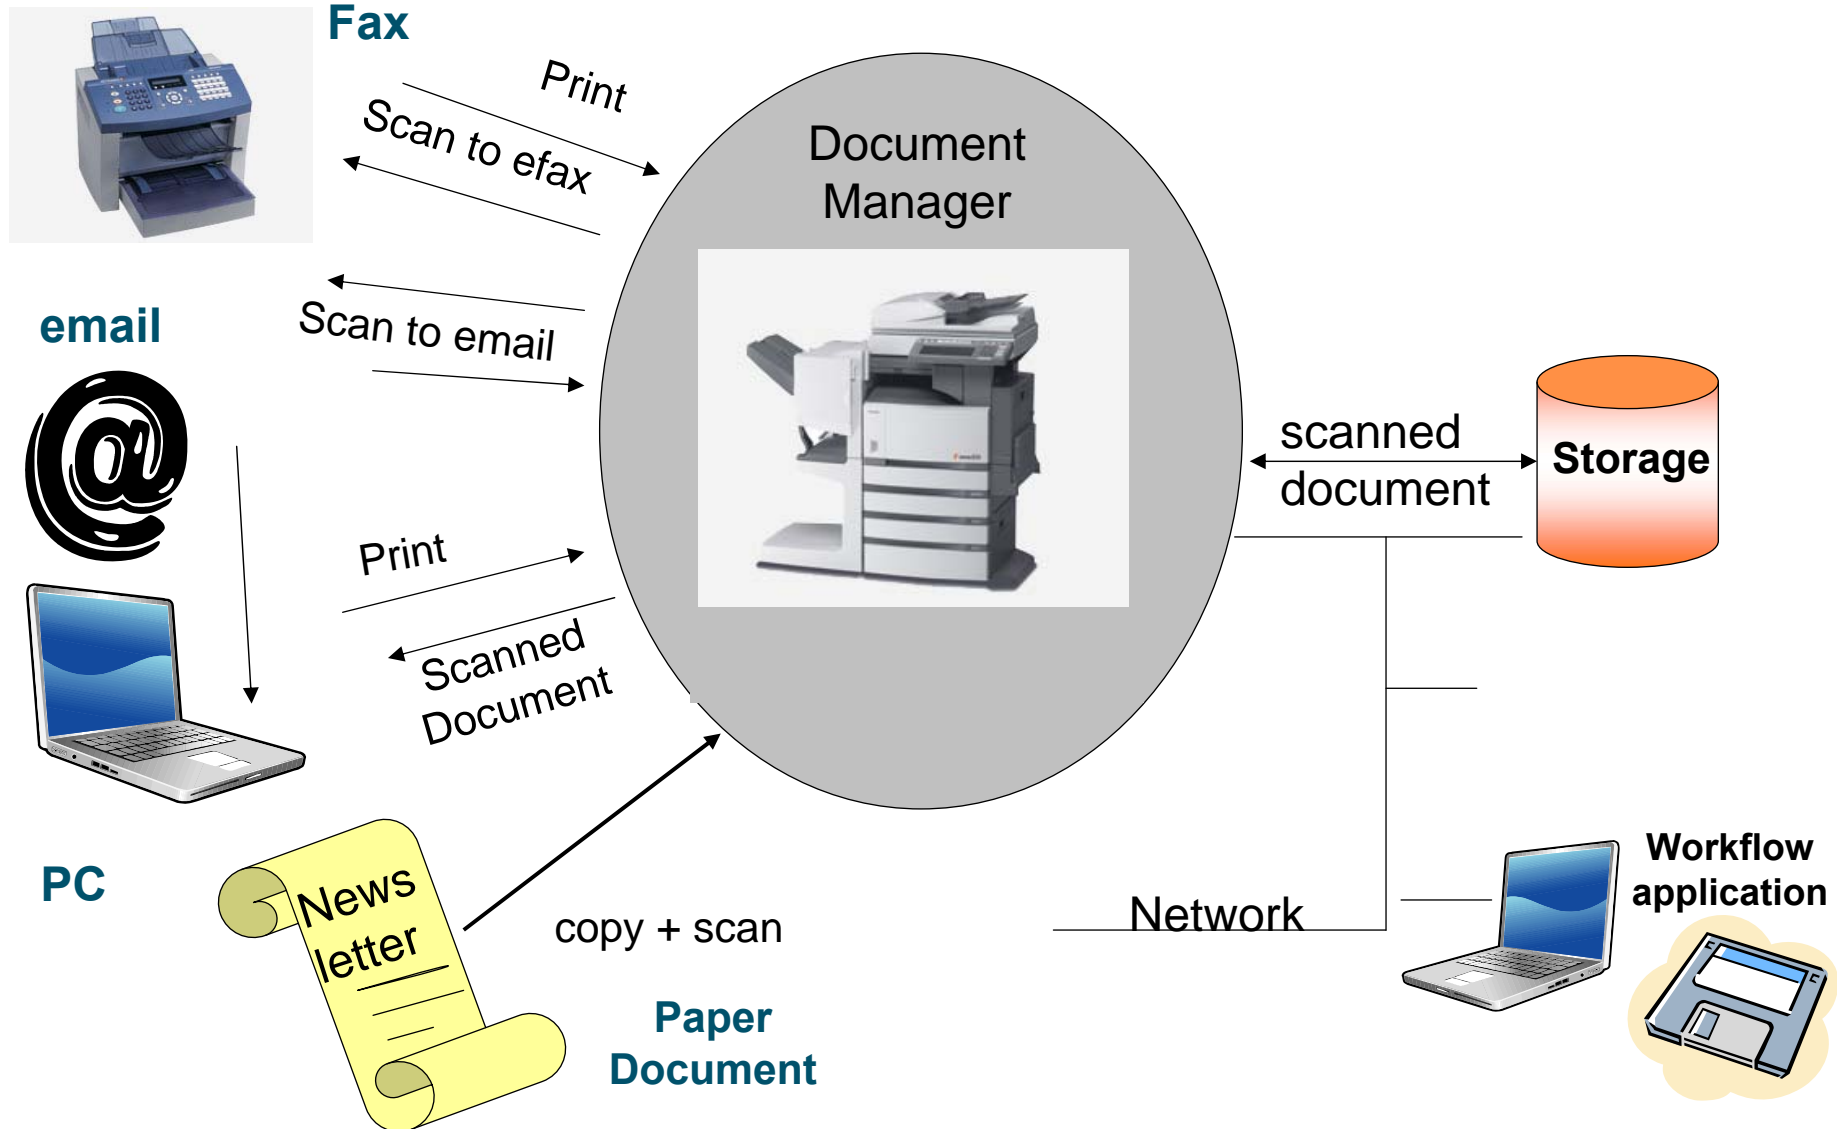 Fax
Print
Scan to efax
Document
Manager
email
Scan to email
scanned
document
Storage
Print
Scanned
Document
PC
News
letter
copy + scan
Paper
Document
Network
Workflow
application